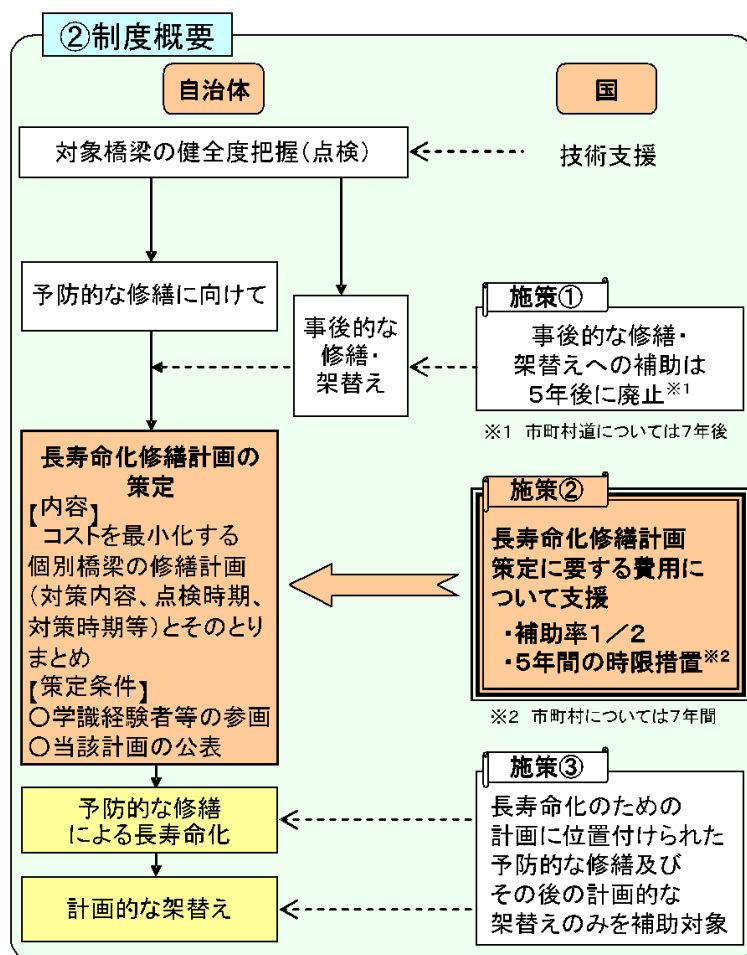 ②制度概要
自治体
国
対象橋梁の健全度把握(点検)
技術支援
予防的な修繕に向けて
事後的な
修繕・
架替え
施策①
事後的な修繕・
架替えへの補助は
5年後に廃止※1
※1 市町村道については7年後
長寿命化修繕計画の
策定
【内容】
コストを最小化する
個別橋梁の修繕計画
(対策内容、点検時期、
対策時期等)とそのとり
まとめ
【策定条件】
○学識経験者等の参画
○当該計画の公表
施策②
長寿命化修繕計画
策定に要する費用に
ついて支援
・補助率1/2
・5年間の時限措置※2
※2 市町村については7年間
予防的な修繕
による長寿命化
計画的な架替え
施策③
長寿命化のための
計画に位置付けられた
予防的な修繕及び
その後の計画的な
架替えのみを補助対象